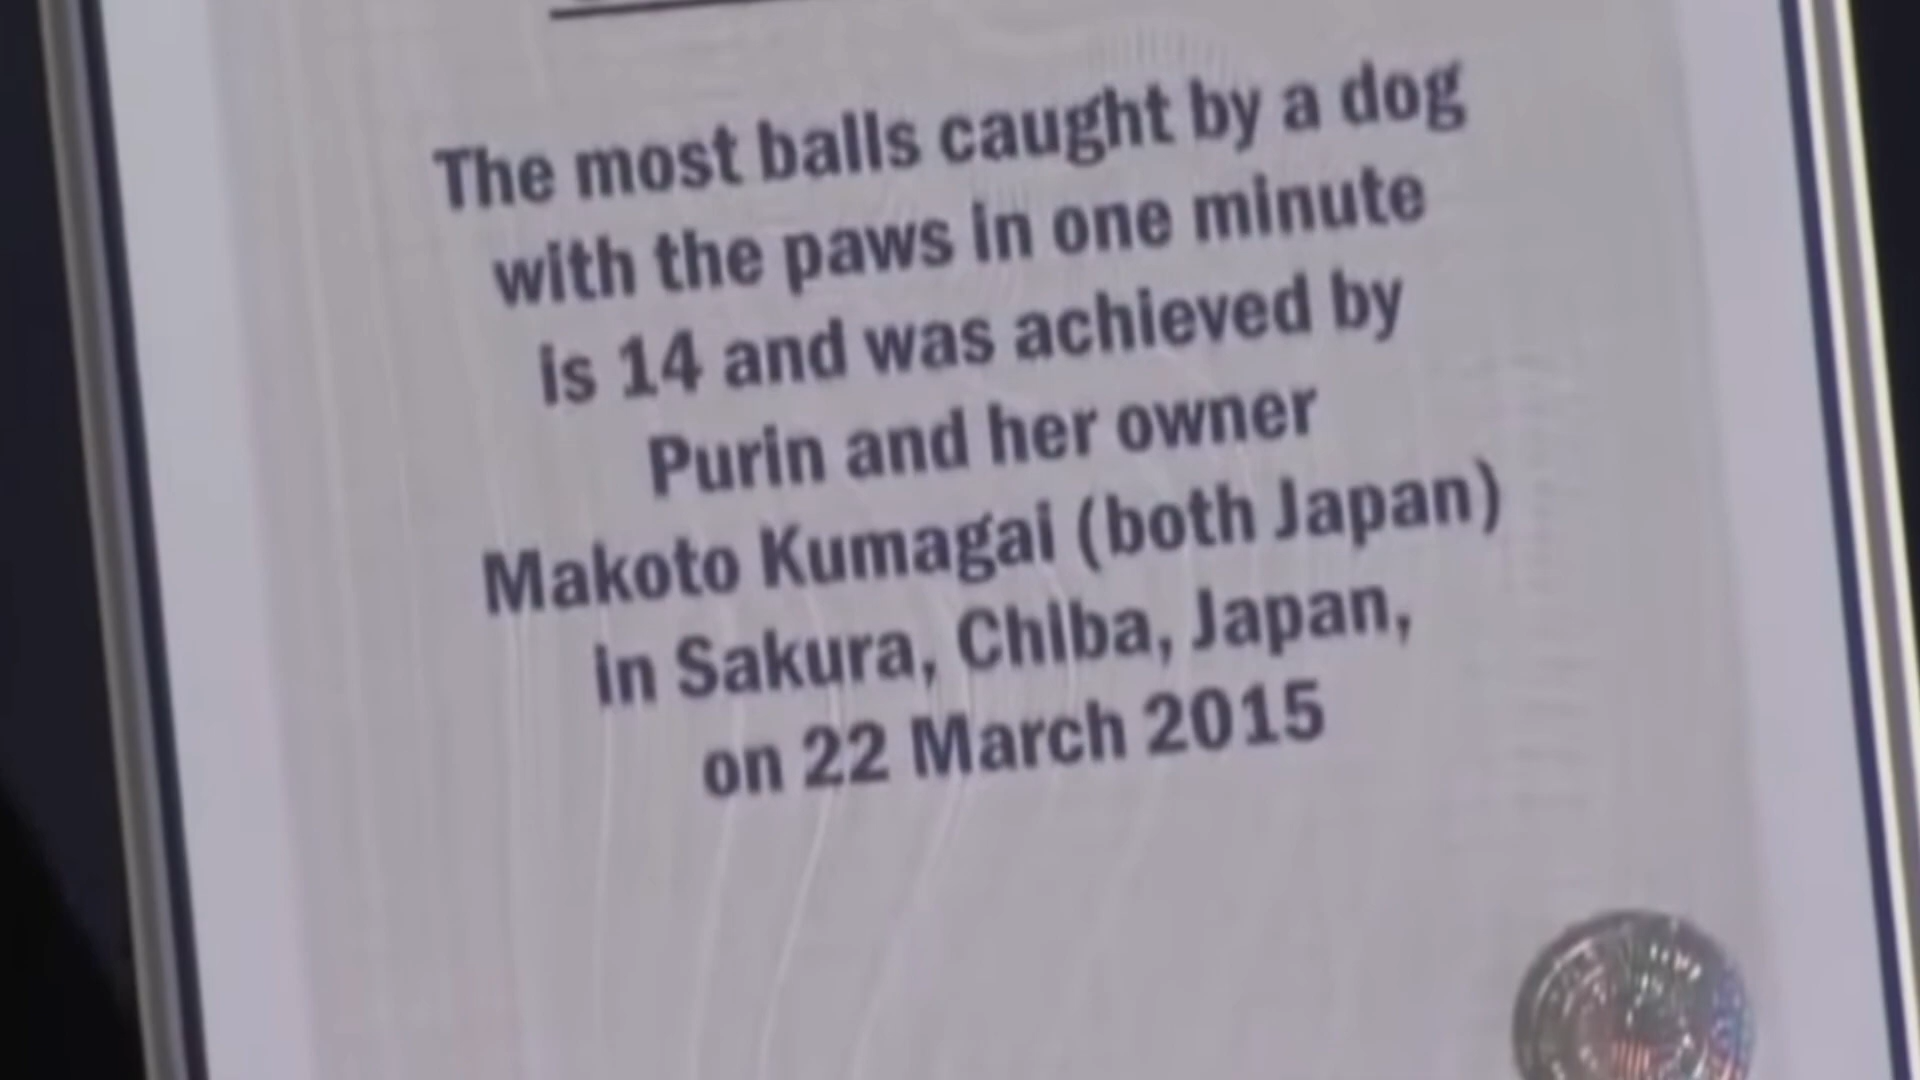 The most balls caught by a dog
with the paws in one minute
is 14 and was achieved by
Purin and her owner
Makoto Kumagai (both Japan)
in Sakura, Chiba, Japan,
on 22 March 2015